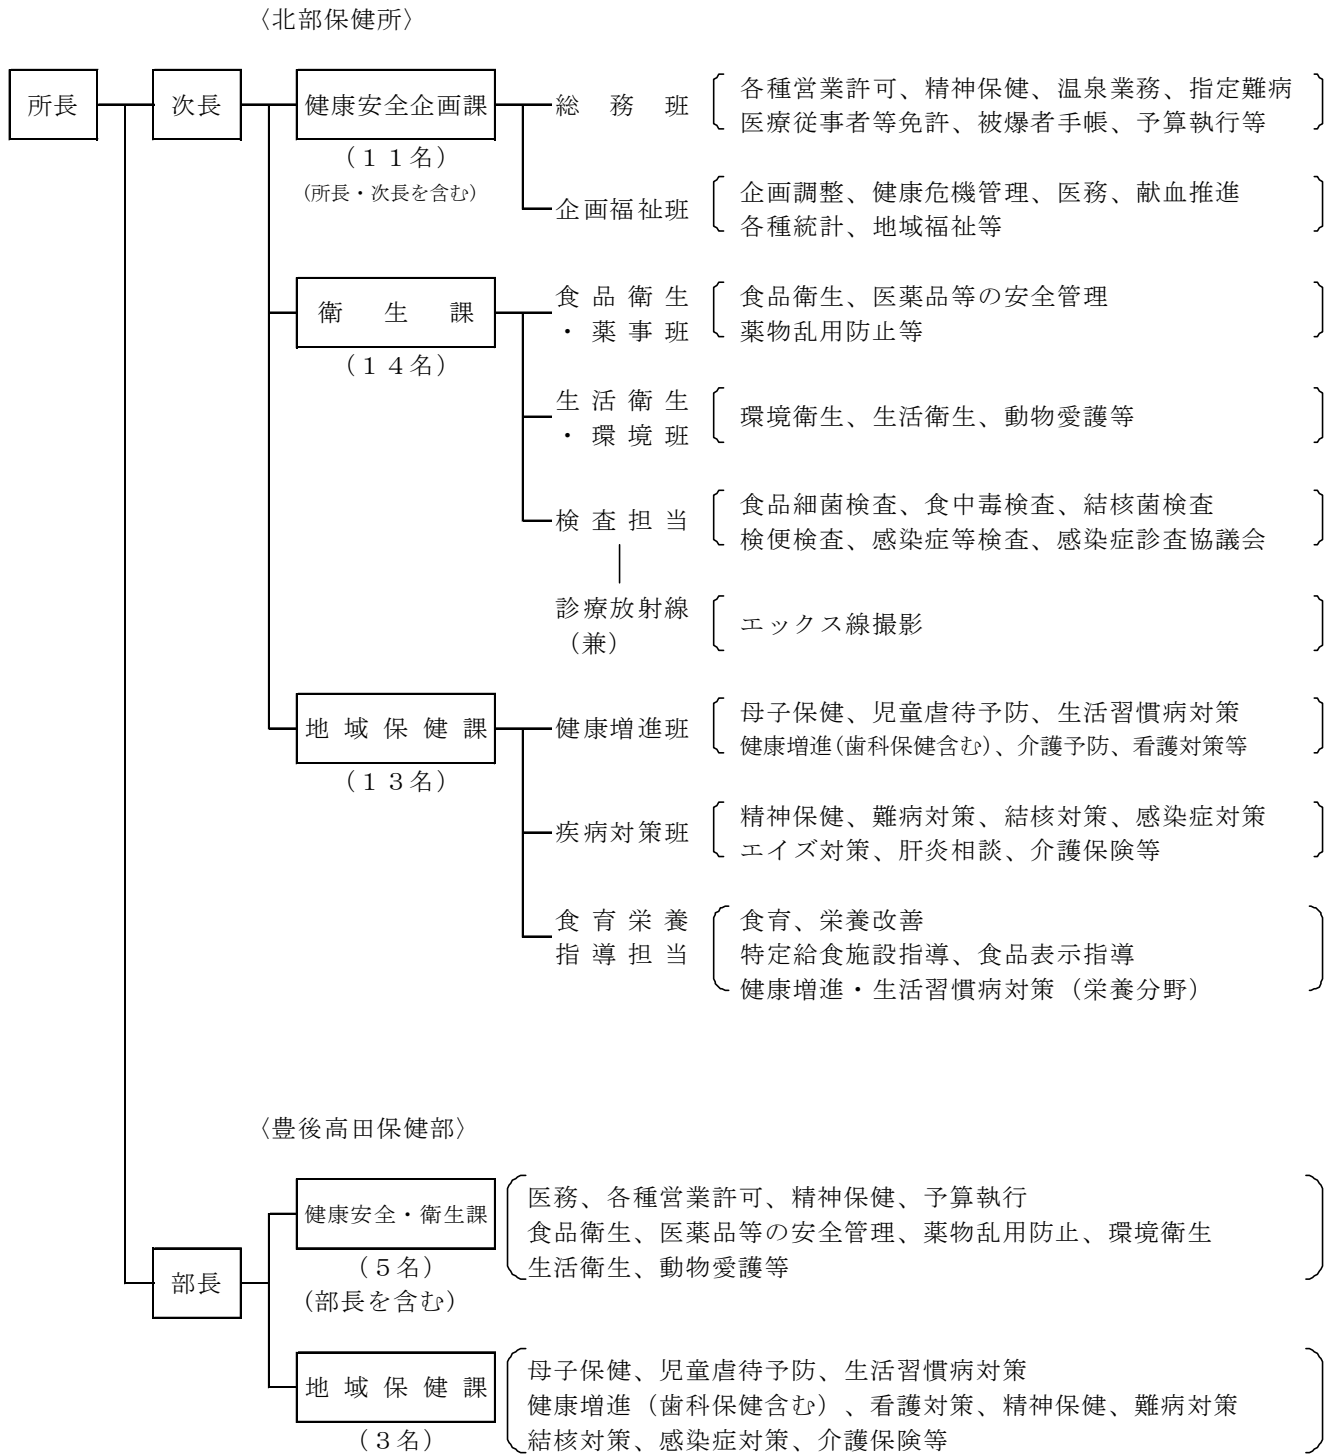 〈北部保健所〉
所長
次長
健康安全企画課
（１１名）
(所長・次長を含む)
総務班
各種営業許可、精神保健、温泉業務、指定難病
医療従事者等免許、被爆者手帳、予算執行等
企画福祉班
企画調整、健康危機管理、医務、献血推進
各種統計、地域福祉等
衛生課
（１４名）
食品衛生
・薬事班
食品衛生、医薬品等の安全管理
薬物乱用防止等
生活衛生
・環境班
環境衛生、生活衛生、動物愛護等
検査担当
食品細菌検査、食中毒検査、結核菌検査
検便検査、感染症等検査、感染症診査協議会
診療放射線
（兼）
エックス線撮影
地域保健課
（１３名）
健康増進班
母子保健、児童虐待予防、生活習慣病対策
健康増進(歯科保健含む)、介護予防、看護対策等
疾病対策班
精神保健、難病対策、結核対策、感染症対策
エイズ対策、肝炎相談、介護保険等
食育栄養
指導担当
食育、栄養改善
特定給食施設指導、食品表示指導
健康増進・生活習慣病対策（栄養分野）
〈豊後高田保健部〉
部長
健康安全・衛生課
（５名）
(部長を含む)
医務、各種営業許可、精神保健、予算執行
食品衛生、医薬品等の安全管理、薬物乱用防止、環境衛生
生活衛生、動物愛護等
地域保健課
（３名）
母子保健、児童虐待予防、生活習慣病対策
健康増進（歯科保健含む）、看護対策、精神保健、難病対策
結核対策、感染症対策、介護保険等